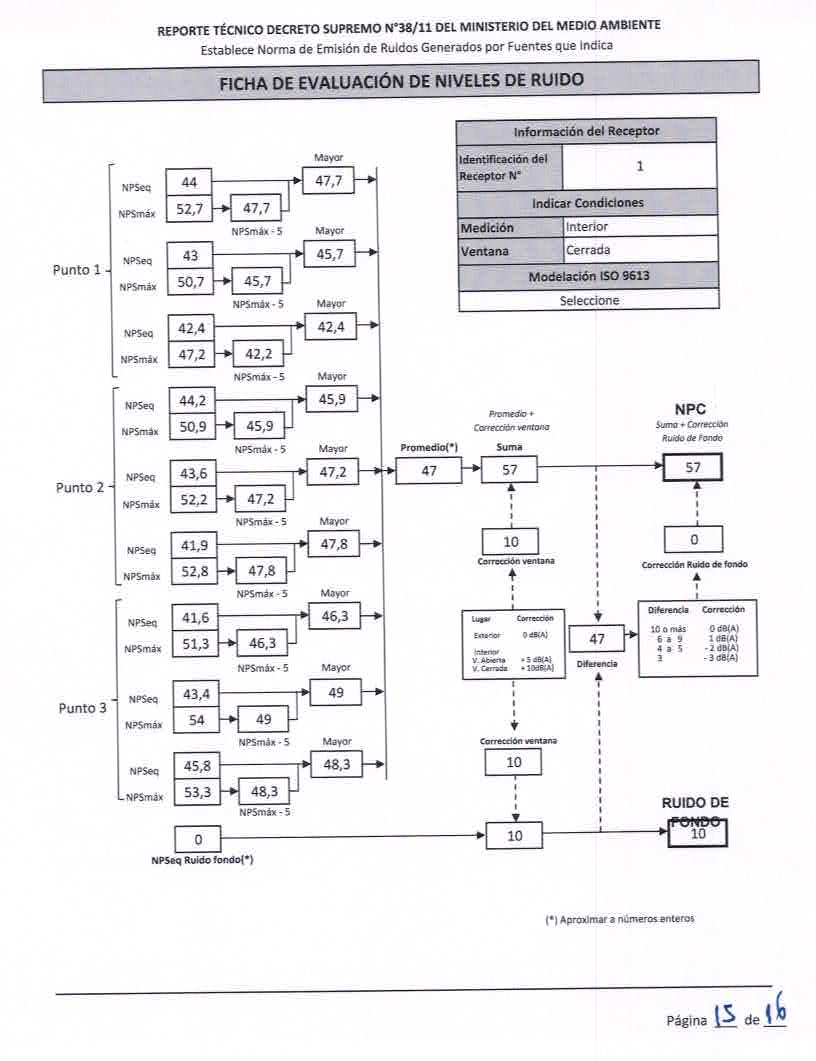 REPORTE TÉCNICO DECRETO SUPREMO N°38/11 DEL MINISTERIO DEL MEDIO AMBIENTE
Establece Norma de Emisión de Ruidos Generados por Fuentes que Indica
FICHA DE EVALUACIÓN DE NIVELES DE RUIDO
Información del Receptor
Identificación del Receptor N° 1
Indicar Condiciones
Medición Interior
Ventana Cerrada
Modelación ISO 9613
Seleccione
Punto 1
Mayor
NPSeq 44 47,7
NPSmáx 52,7 47,7
NPSmáx - 5
Mayor
NPSeq 43 45,7
NPSmáx 50,7 45,7
NPSmáx - 5
Mayor
NPSeq 42,4 42,4
NPSmáx 47,2 42,2
NPSmáx - 5
Punto 2
Mayor
NPSeq 44,2 45,9
NPSmáx 50,9 45,9
NPSmáx - 5
Mayor
NPSeq 43,6 47,2
NPSmáx 52,2 47,2
NPSmáx - 5
Mayor
NPSeq 41,9 47,8
NPSmáx 52,8 47,8
NPSmáx - 5
Punto 3
Mayor
NPSeq 41,6 46,3
NPSmáx 51,3 46,3
NPSmáx - 5
Mayor
NPSeq 43,4 49
NPSmáx 54 49
NPSmáx - 5
Mayor
NPSeq 45,8 48,3
NPSmáx 53,3 48,3
NPSmáx - 5
0
NPSeq Ruido fondo(*)
Promedio(*)
47
Promedio +
Corrección ventana
Suma
57
10
Corrección ventana
Lugar Corrección
Exterior 0 dB(A)
Interior
V. Abierta + 5 dB(A)
V. Cerrada + 10dB(A)
Corrección ventana
10
10
47
Diferencia
NPC
Suma + Corrección
Ruido de Fondo
57
0
Corrección Ruido de fondo
Diferencia Corrección
10 o más 0 dB(A)
6 a 9 1 dB(A)
4 a 5 - 2 dB(A)
3 - 3 dB(A)
RUIDO DE
FONDO
10
(*) Aproximar a números enteros
Página 15 de 16